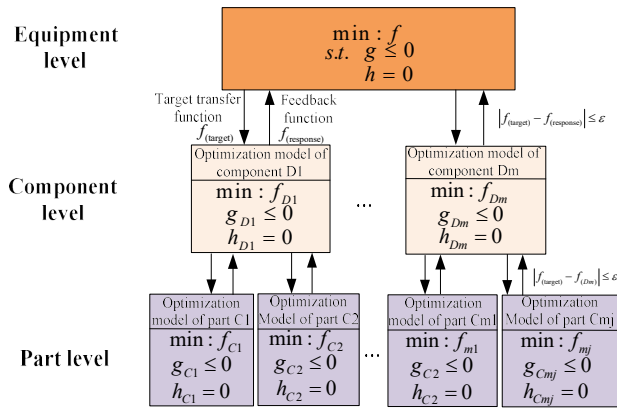 Equipment level
min : f
s.t. g ≤ 0
h = 0
Target transfer function
f(target)
Feedback function
f(response)
|f(target) − f(response)| ≤ ε
Component level
Optimization model of component D1
min : fD1
gD1 ≤ 0
hD1 = 0
...
Optimization model of component Dm
min : fDm
gDm ≤ 0
hDm = 0
|f(target) − f(Dm)| ≤ ε
Part level
Optimization model of part C1
min : fC1
gC1 ≤ 0
hC1 = 0
Optimization Model of part C2
min : fC2
gC2 ≤ 0
hC2 = 0
...
Optimization model of part Cm1
min : fm1
gC2 ≤ 0
hC2 = 0
Optimization Model of part Cmj
min : fmj
gCmj ≤ 0
hCmj = 0